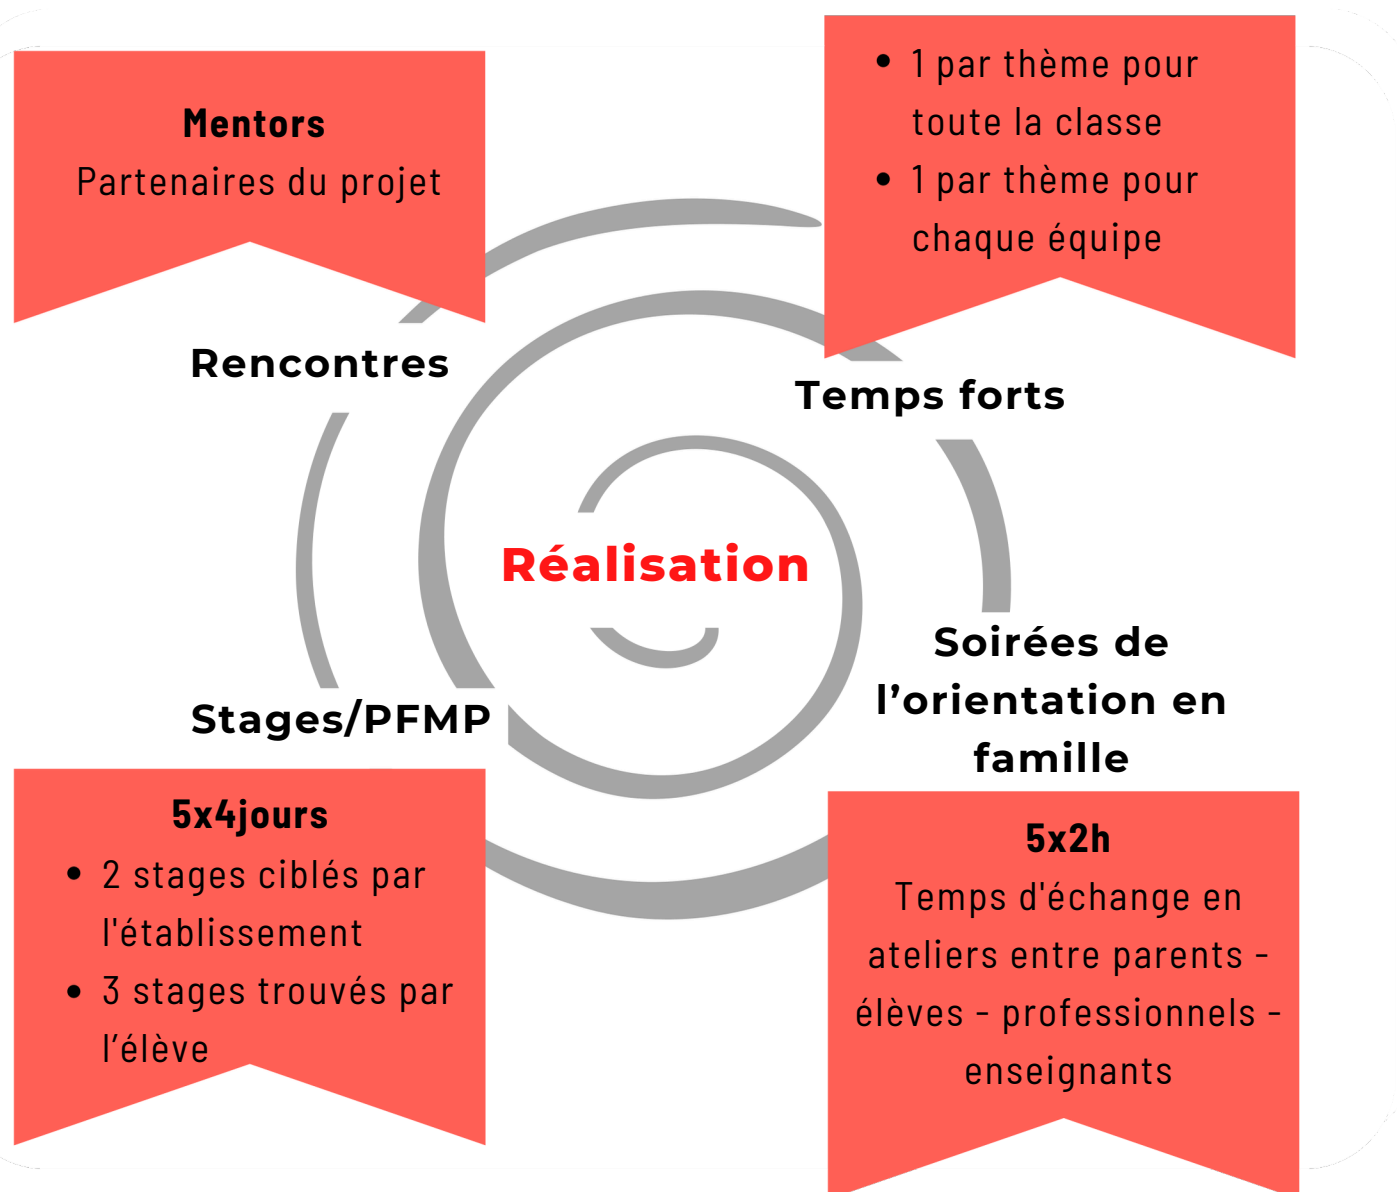 Mentors
Partenaires du projet
Rencontres
• 1 par thème pour
toute la classe
• 1 par thème pour
chaque équipe
Temps forts
Réalisation
Stages/PFMP
5x4jours
• 2 stages ciblés par
l'établissement
• 3 stages trouvés par
l’élève
Soirées de
l’orientation en
famille
5x2h
Temps d'échange en
ateliers entre parents -
élèves - professionnels -
enseignants